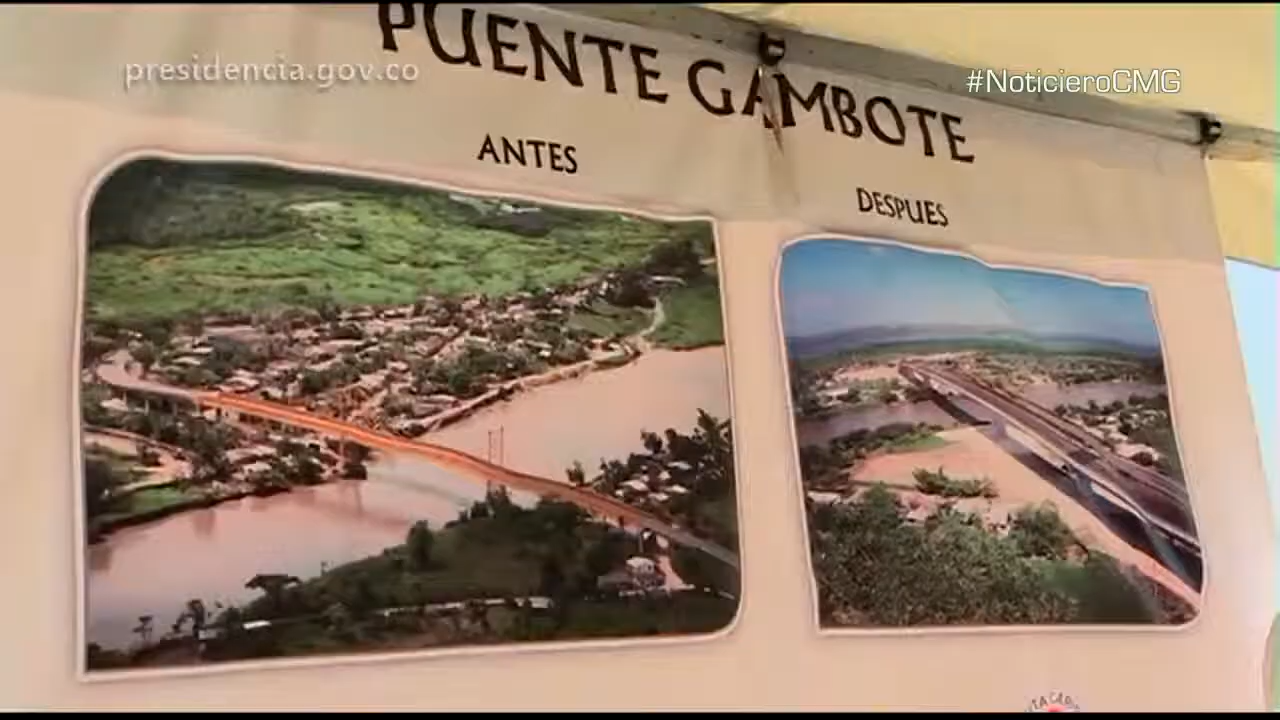 presidencia.gov.co
#NoticieroCMG
PUENTE GAMBOTE
ANTES
DESPUES